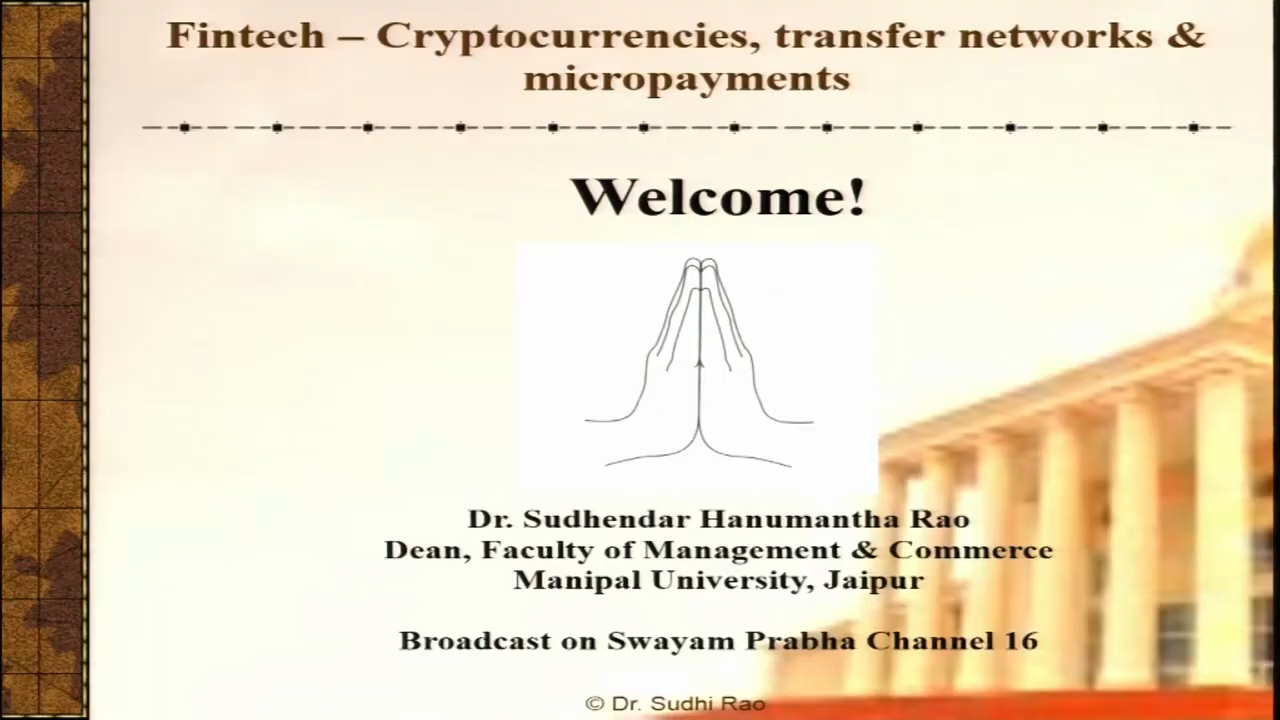 Fintech – Cryptocurrencies, transfer networks &
micropayments
Welcome!
Dr. Sudhendar Hanumantha Rao
Dean, Faculty of Management & Commerce
Manipal University, Jaipur
Broadcast on Swayam Prabha Channel 16
© Dr. Sudhi Rao